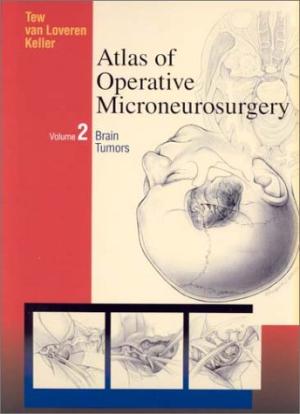 Tew
van Loveren
Keller
Atlas of
Operative
Microneurosurgery
Volume 2 Brain
Tumors